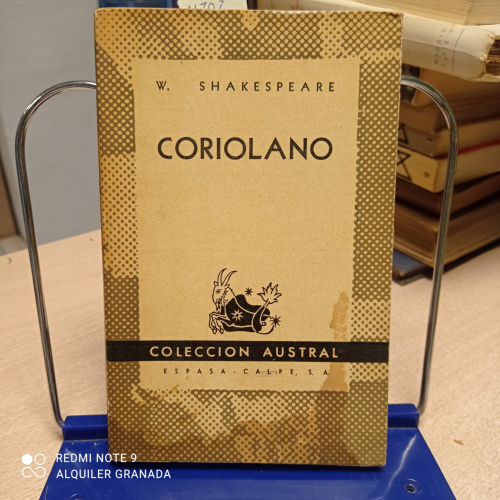 W. SHAKESPEARE
CORIOLANO
COLECCION AUSTRAL
ESPASA-CALPE, S. A.
REDMI NOTE 9
ALQUILER GRANADA